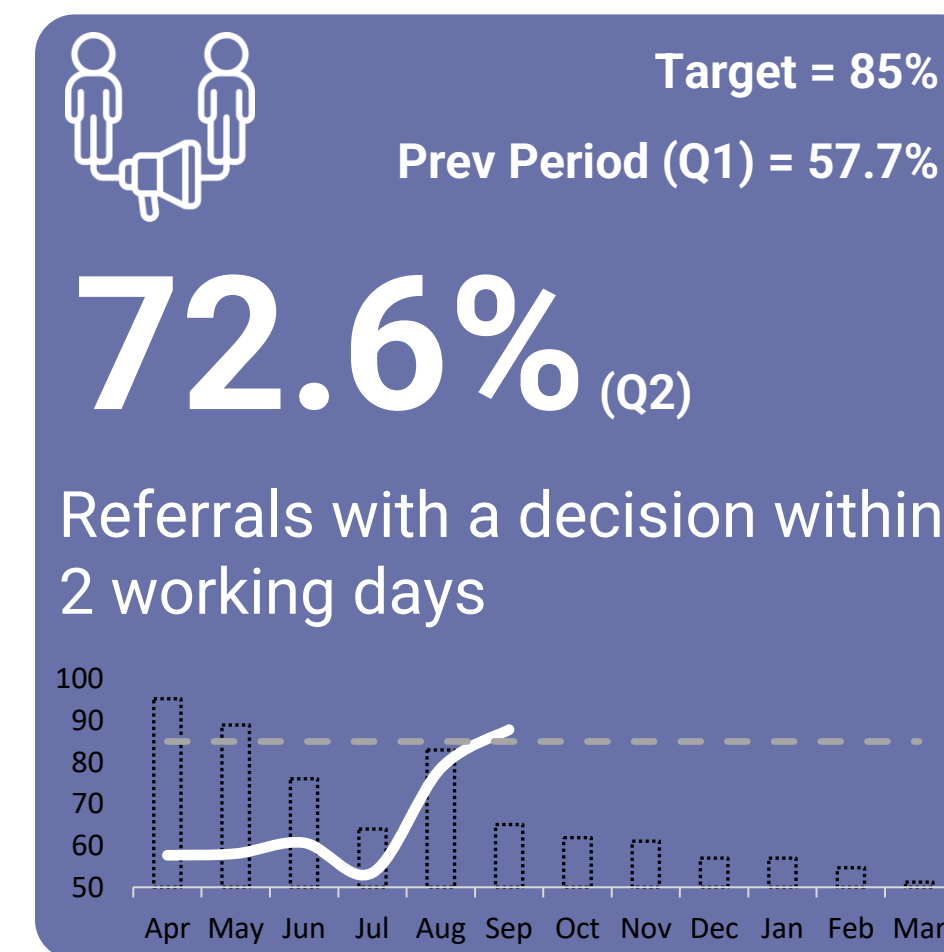 Target = 85%
Prev Period (Q1) = 57.7%
72.6% (Q2)
Referrals with a decision within
2 working days
100
90
80
70
60
50
Apr May Jun Jul Aug Sep Oct Nov Dec Jan Feb Mar